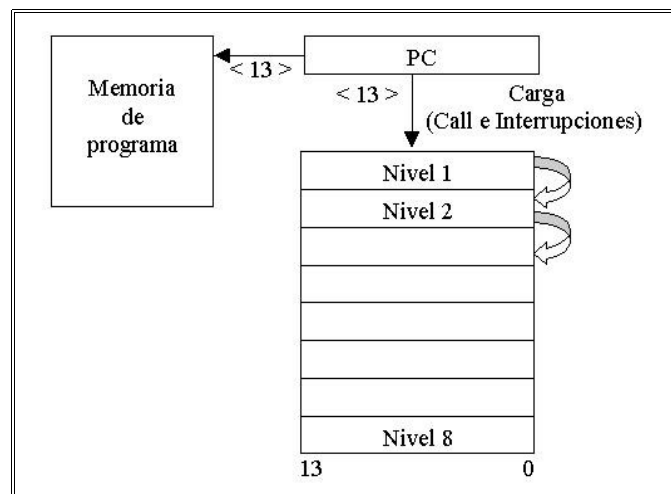 PC
< 13 >
Memoria
de
programa
< 13 >
Carga
(Call e Interrupciones)
Nivel 1
Nivel 2
Nivel 8
13
0